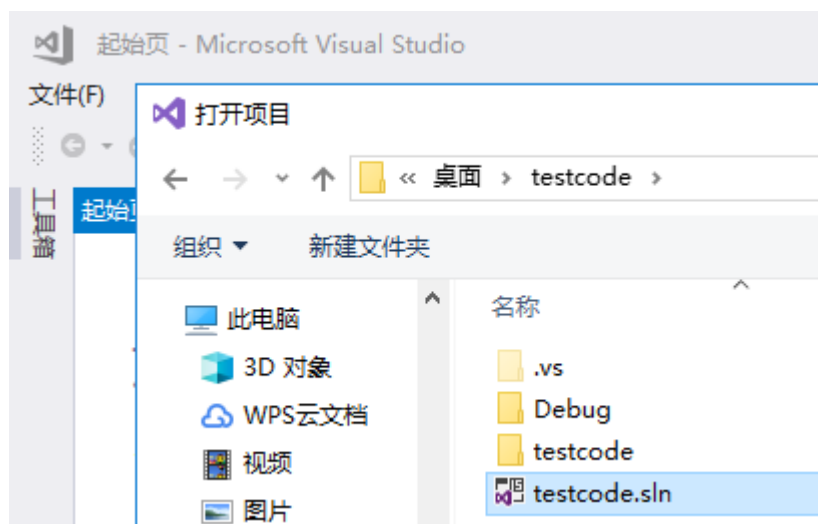 起始页 - Microsoft Visual Studio
文件(F)
打开项目
« 桌面 › testcode ›
工具箱
起始
组织 新建文件夹
名称
此电脑
3D 对象
WPS云文档
视频
图片
.vs
Debug
testcode
testcode.sln